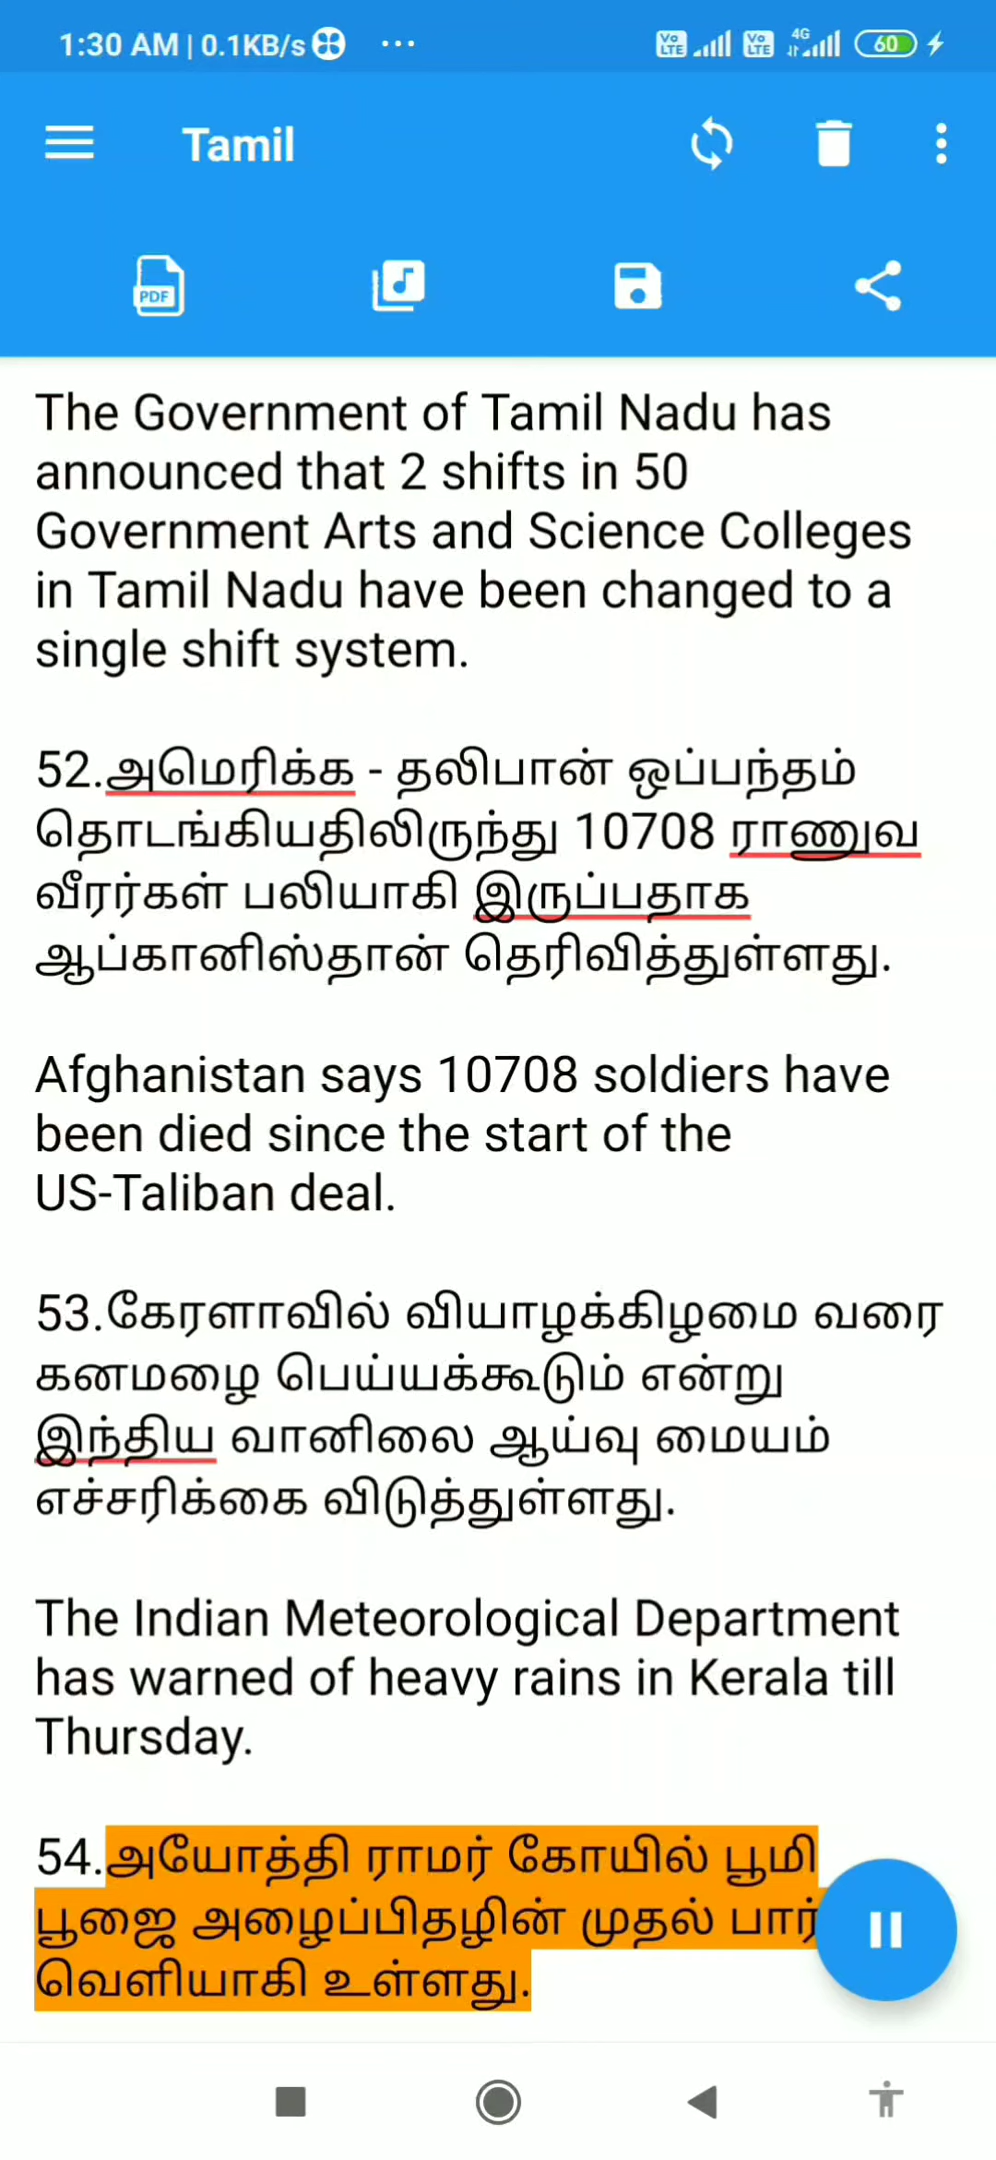 1:30 AM | 0.1KB/s ...
Vo LTE Vo LTE 4G 60
Tamil
PDF
The Government of Tamil Nadu has
announced that 2 shifts in 50
Government Arts and Science Colleges
in Tamil Nadu have been changed to a
single shift system.
52.அமெரிக்க - தலிபான் ஒப்பந்தம்
தொடங்கியதிலிருந்து 10708 ராணுவ
வீரர்கள் பலியாகி இருப்பதாக
ஆப்கானிஸ்தான் தெரிவித்துள்ளது.
Afghanistan says 10708 soldiers have
been died since the start of the
US-Taliban deal.
53.கேரளாவில் வியாழக்கிழமை வரை
கனமழை பெய்யக்கூடும் என்று
இந்திய வானிலை ஆய்வு மையம்
எச்சரிக்கை விடுத்துள்ளது.
The Indian Meteorological Department
has warned of heavy rains in Kerala till
Thursday.
54.அயோத்தி ராமர் கோயில் பூமி
பூஜை அழைப்பிதழின் முதல் பார்
வெளியாகி உள்ளது.